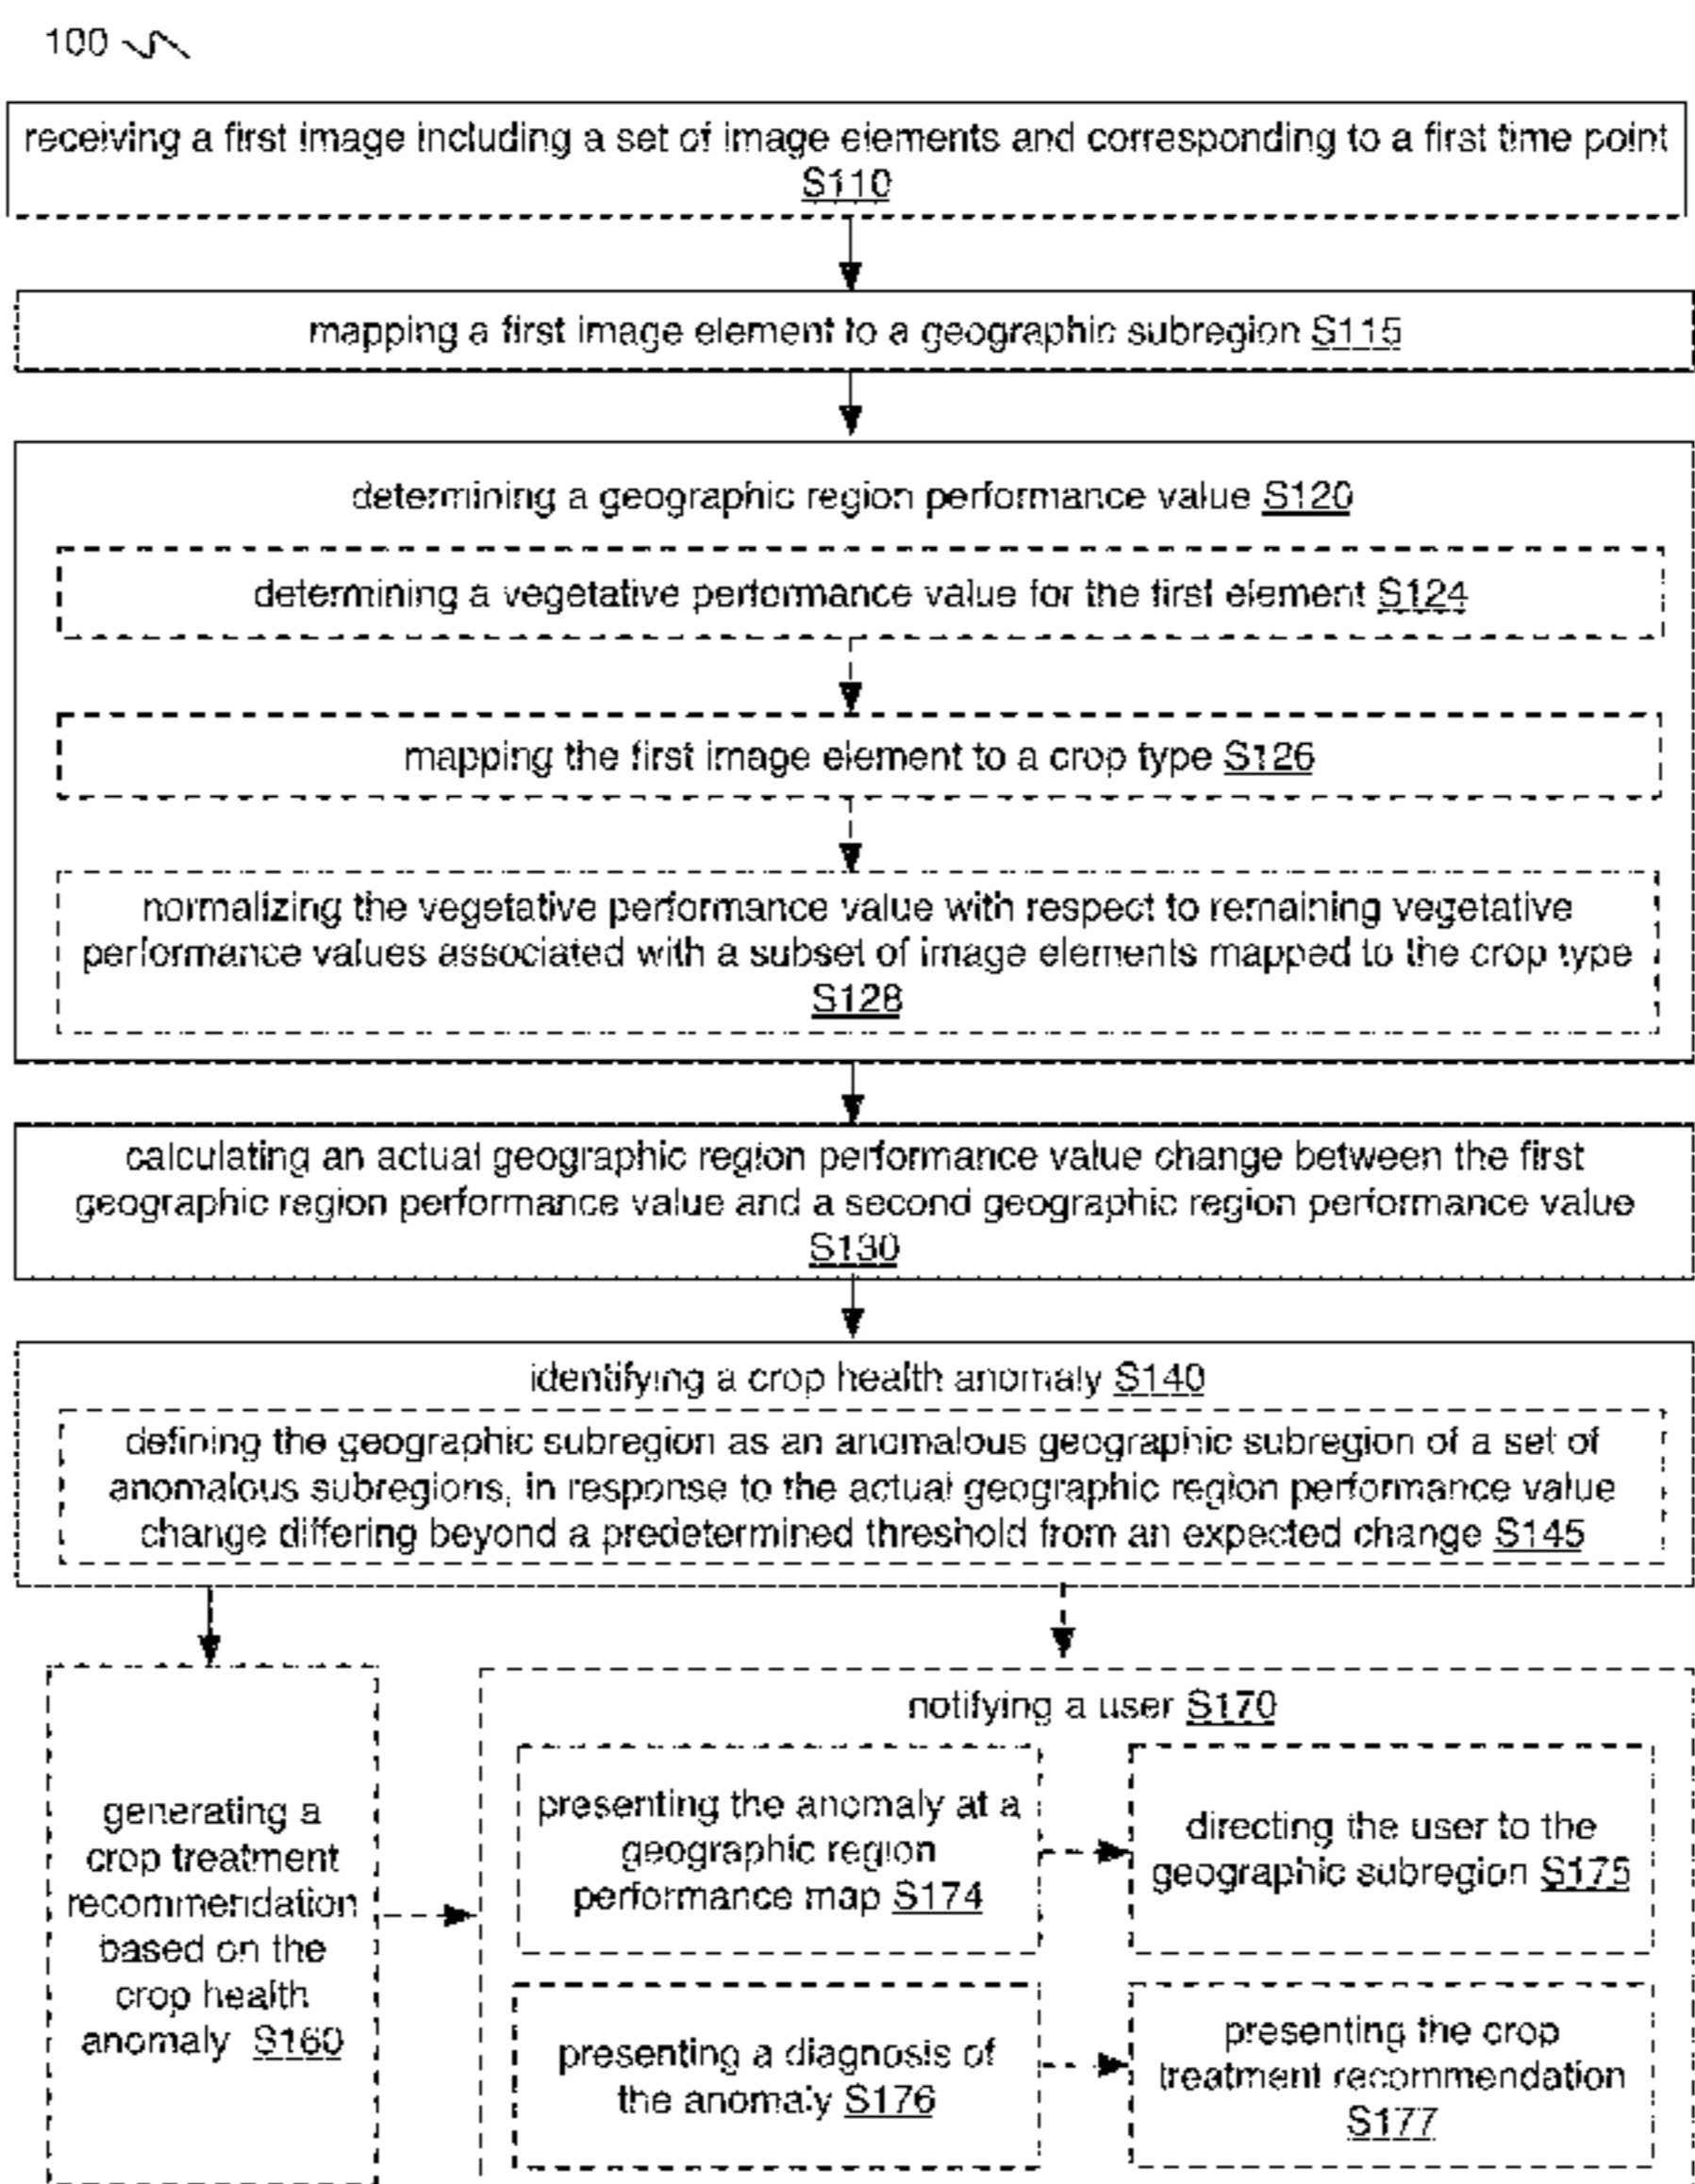 100
receiving a first image including a set of image elements and corresponding to a first time point
S110
mapping a first image element to a geographic subregion S115
determining a geographic region performance value S120
determining a vegetative performance value for the first element S124
mapping the first image element to a crop type S126
normalizing the vegetative performance value with respect to remaining vegetative
performance values associated with a subset of image elements mapped to the crop type
S128
calculating an actual geographic region performance value change between the first
geographic region performance value and a second geographic region performance value
S130
identifying a crop health anomaly S140
defining the geographic subregion as an anomalous geographic subregion of a set of
anomalous subregions, in response to the actual geographic region performance value
change differing beyond a predetermined threshold from an expected change S145
generating a
crop treatment
recommendation
based on the
crop health
anomaly S160
notifying a user S170
presenting the anomaly at a
geographic region
performance map S174
directing the user to the
geographic subregion S175
presenting a diagnosis of
the anomaly S176
presenting the crop
treatment recommendation
S177